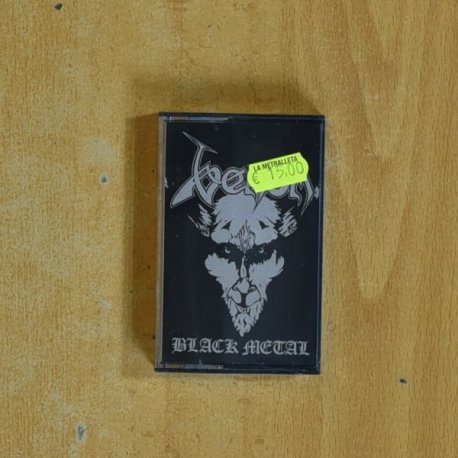 Venom
LA METRALLETA
€ 15,00
BLACK METAL